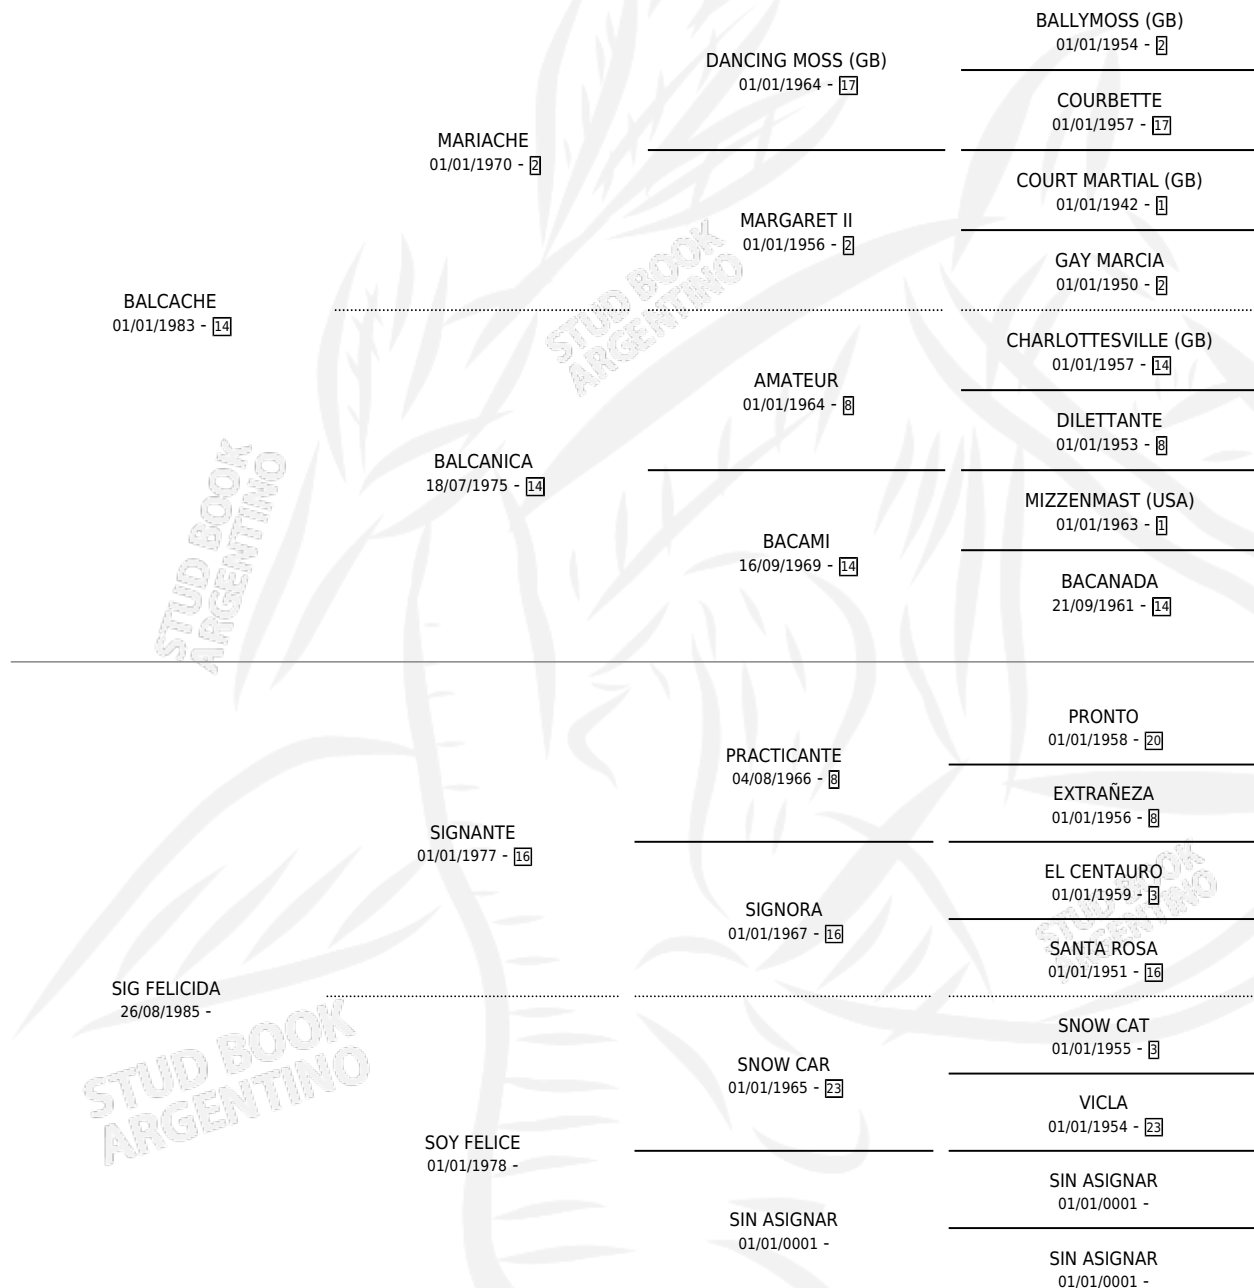 BALLYMOSS (GB)
01/01/1954 - 2
DANCING MOSS (GB)
01/01/1964 - 17
COURBETTE
01/01/1957 - 17
MARIACHE
01/01/1970 - 2
COURT MARTIAL (GB)
01/01/1942 - 1
MARGARET II
01/01/1956 - 2
GAY MARCIA
01/01/1950 - 2
BALCACHE
01/01/1983 - 14
CHARLOTTESVILLE (GB)
01/01/1957 - 14
AMATEUR
01/01/1964 - 8
DILETTANTE
01/01/1953 - 8
BALCANICA
18/07/1975 - 14
MIZZENMAST (USA)
01/01/1963 - 1
BACAMI
16/09/1969 - 14
BACANADA
21/09/1961 - 14
PRONTO
01/01/1958 - 20
PRACTICANTE
04/08/1966 - 8
EXTRAÑEZA
01/01/1956 - 8
SIGNANTE
01/01/1977 - 16
EL CENTAURO
01/01/1959 - 3
SIGNORA
01/01/1967 - 16
SANTA ROSA
01/01/1951 - 16
SIG FELICIDA
26/08/1985 -
SNOW CAT
01/01/1955 - 3
SNOW CAR
01/01/1965 - 23
VICLA
01/01/1954 - 23
SOY FELICE
01/01/1978 -
SIN ASIGNAR
01/01/0001 -
SIN ASIGNAR
01/01/0001 -
SIN ASIGNAR
01/01/0001 -
STUD BOOK
ARGENTINO
STUD BOOK
ARGENTINO
STUD BOOK
ARGENTINO
STUD BOOK
ARGENTINO